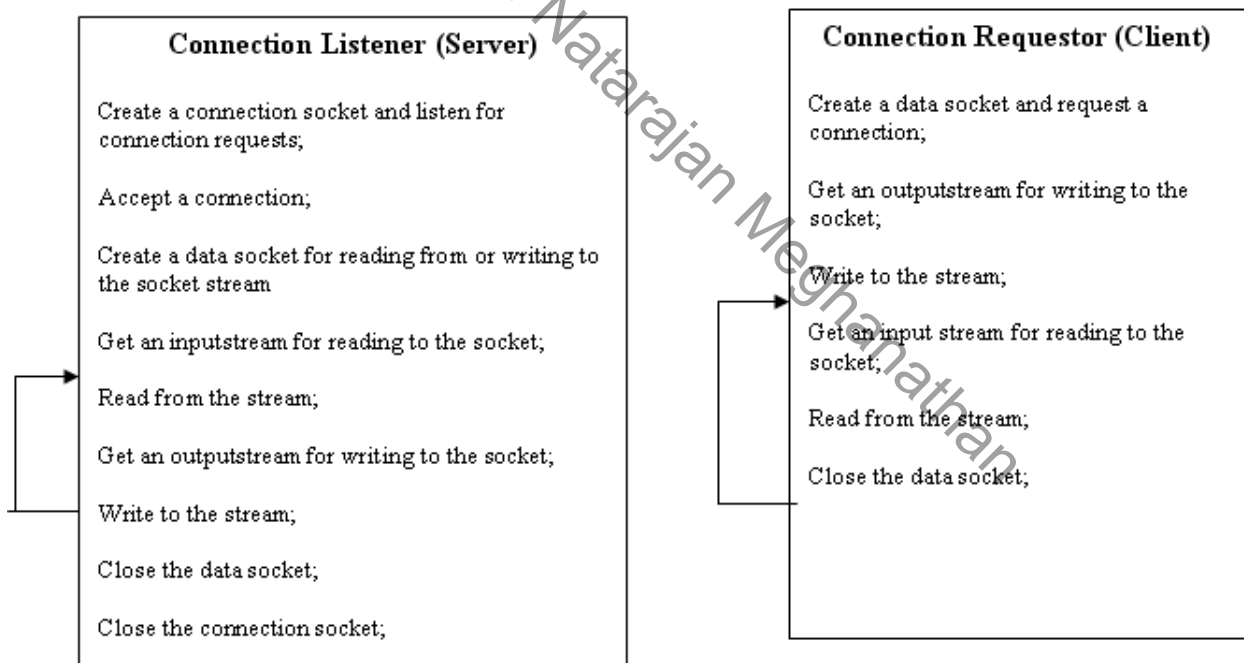 Natarajan Meghanathan
Connection Listener (Server)
Create a connection socket and listen for
connection requests;
Accept a connection;
Create a data socket for reading from or writing to
the socket stream
Get an inputstream for reading to the socket;
Read from the stream;
Get an outputstream for writing to the socket;
Write to the stream;
Close the data socket;
Close the connection socket;
Connection Requestor (Client)
Create a data socket and request a
connection;
Get an outputstream for writing to the
socket;
Write to the stream;
Get an input stream for reading to the
socket;
Read from the stream;
Close the data socket;